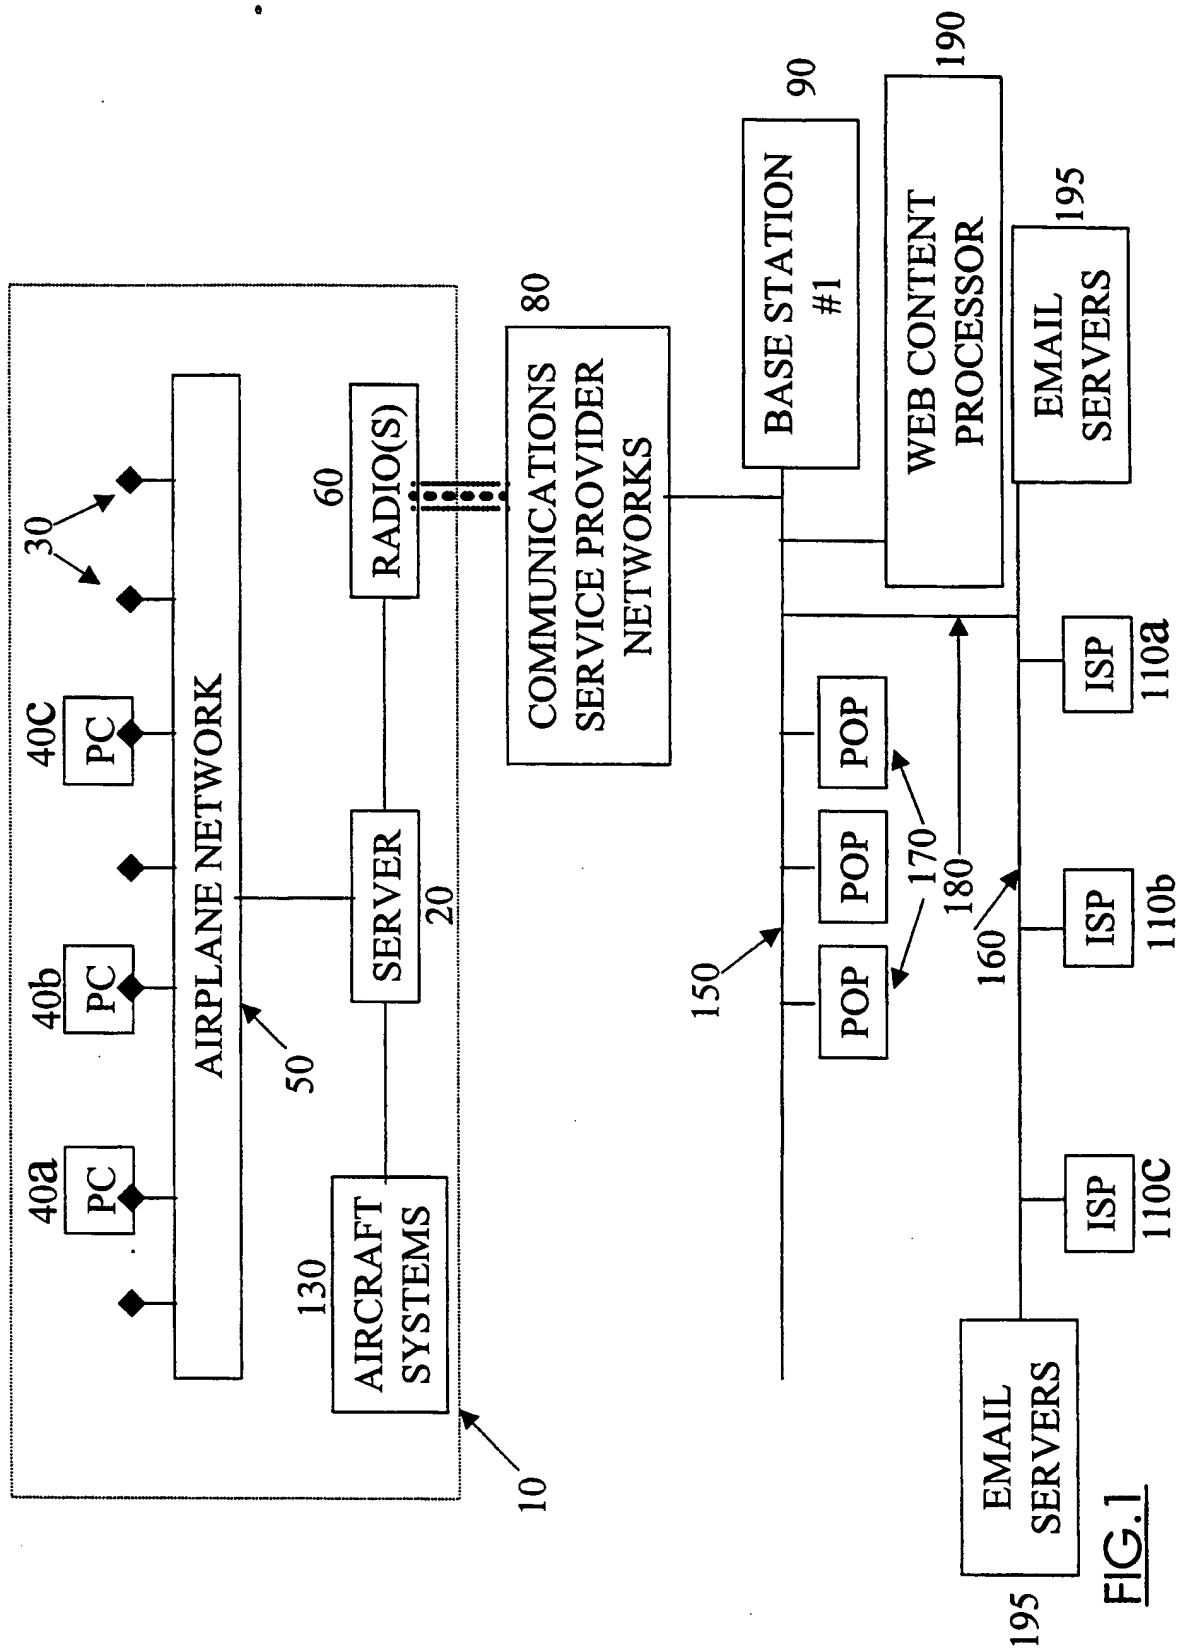 40a
40b
40c
30
PC
PC
PC
AIRPLANE NETWORK
50
130
60
AIRCRAFT
SYSTEMS
SERVER
RADIO(S)
20
10
80
COMMUNICATIONS
SERVICE PROVIDER
NETWORKS
150
90
BASE STATION
#1
POP
POP
POP
170
190
WEB CONTENT
PROCESSOR
180
160
195
EMAIL
SERVERS
195
EMAIL
SERVERS
ISP
ISP
ISP
110c
110b
110a
FIG.1